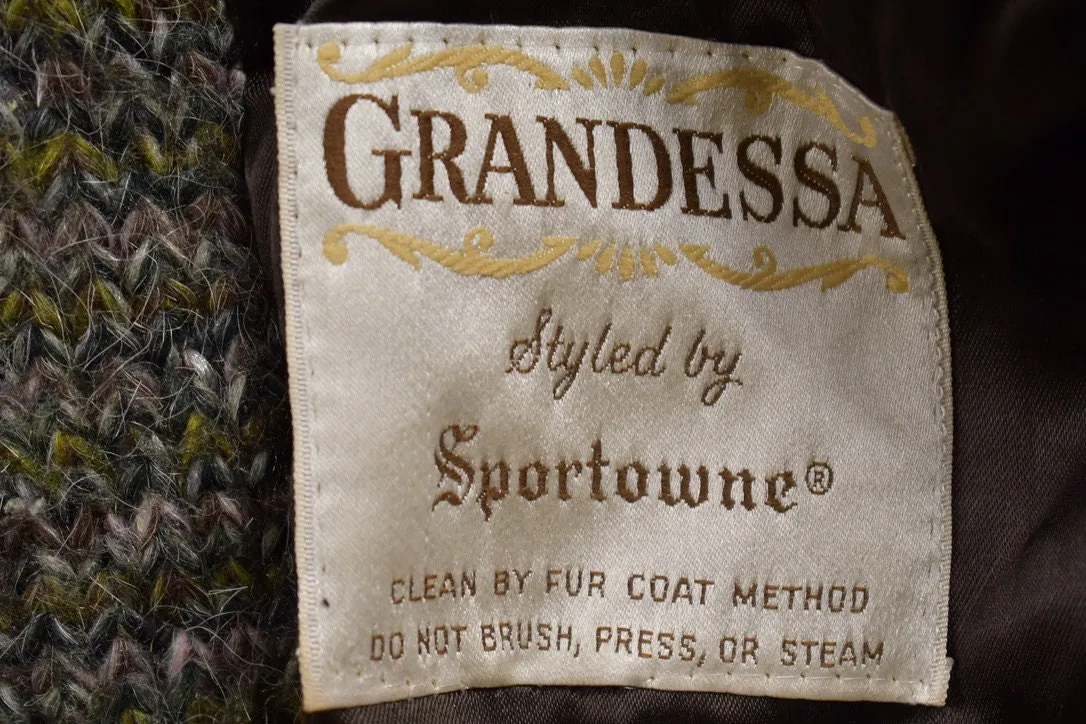 GRANDESSA
Styled by
Sportowne®
CLEAN BY FUR COAT METHOD
DO NOT BRUSH, PRESS, OR STEAM